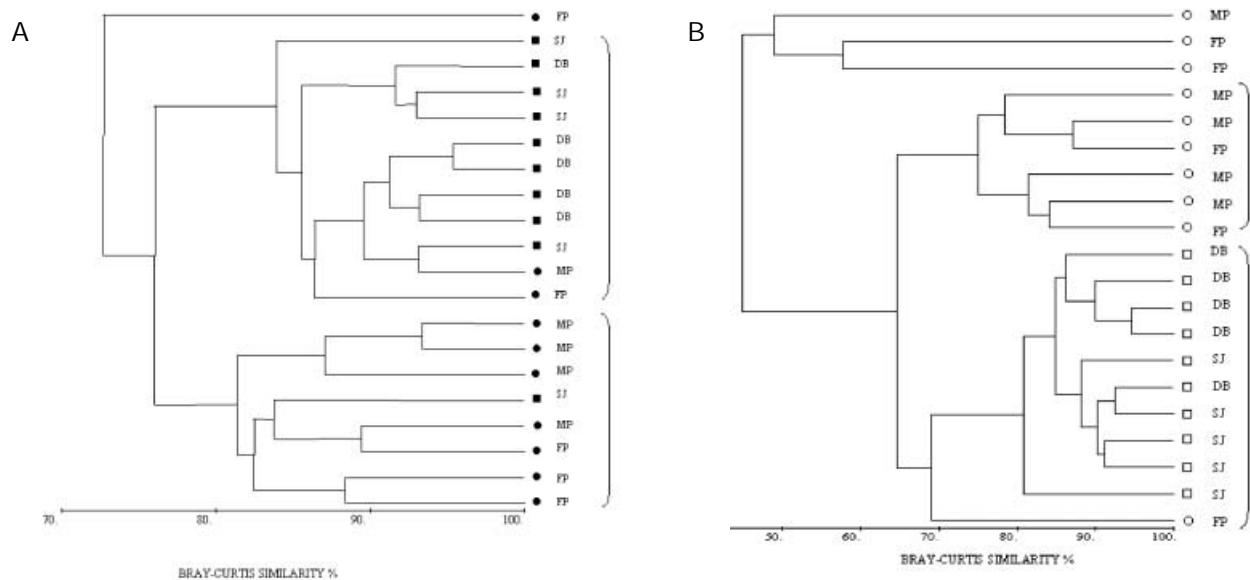 A
FP
SJ
DB
SJ
SJ
DB
DB
DB
DB
SJ
MP
FP
MP
MP
MP
SJ
MP
FP
FP
FP
70. 80. 90. 100.
BRAY-CURTIS SIMILARITY %
B
MP
FP
FP
MP
MP
FP
MP
MP
FP
DB
DB
DB
DB
SJ
DB
SJ
SJ
SJ
SJ
FP
50. 60. 70. 80. 90. 100.
BRAY-CURTIS SIMILARITY %